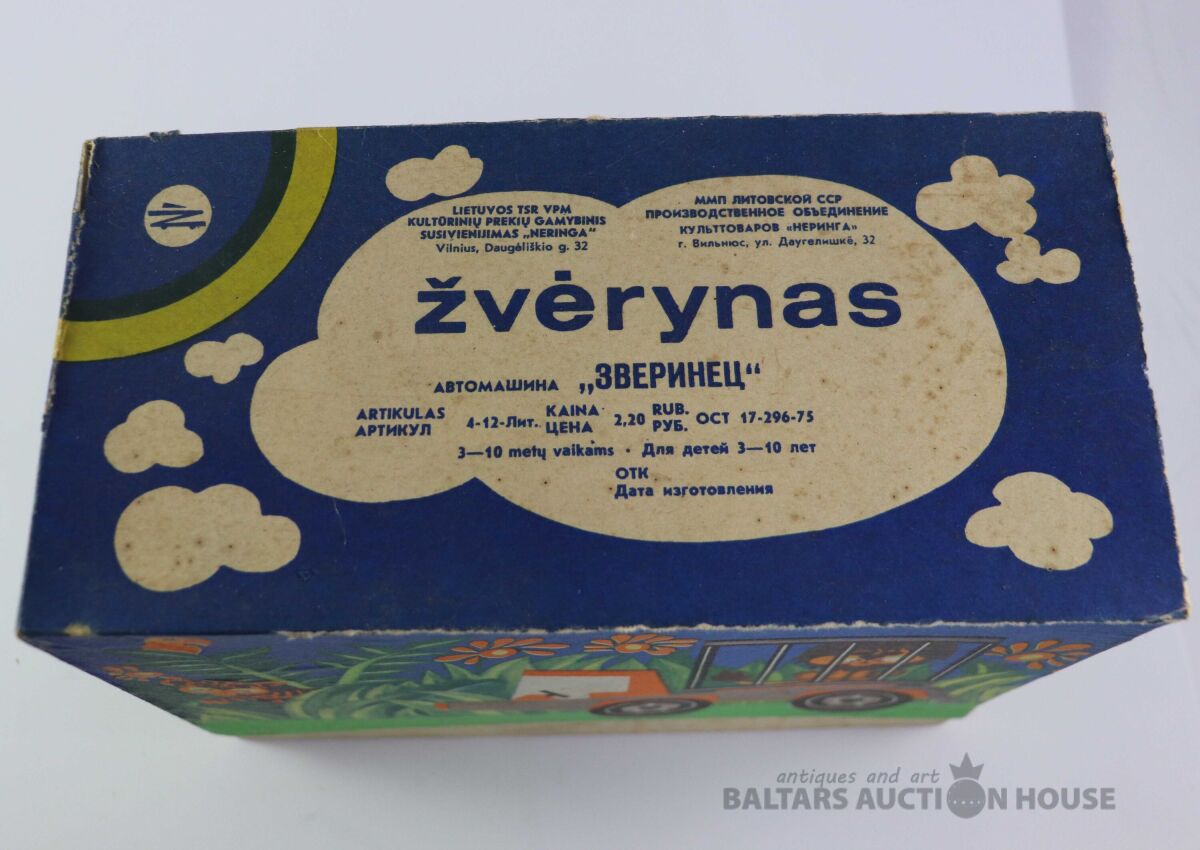 LIETUVOS TSR VPM
KULTŪRINIŲ PREKIŲ GAMYBINIS
SUSIVIENIJIMAS „NERINGA"
Vilnius, Daugėliškio g. 32
ММП ЛИТОВСКОЙ ССР
ПРОИЗВОДСТВЕННОЕ ОБЪЕДИНЕНИЕ
КУЛЬТТОВАРОВ «НЕРИНГА»
г. Вильнюс, ул. Даугелишкё, 32
žvėrynas
АВТОМАШИНА „ЗВЕРИНЕЦ“
ARTIKULAS 4-12-Лит. KAINA 2,20 RUB. ОСТ 17-296-75
АРТИКУЛ ЦЕНА РУБ.
3—10 metų vaikams · Для детей 3—10 лет
ОТК
Дата изготовления
antiques and art
BALTARS AUCTION HOUSE